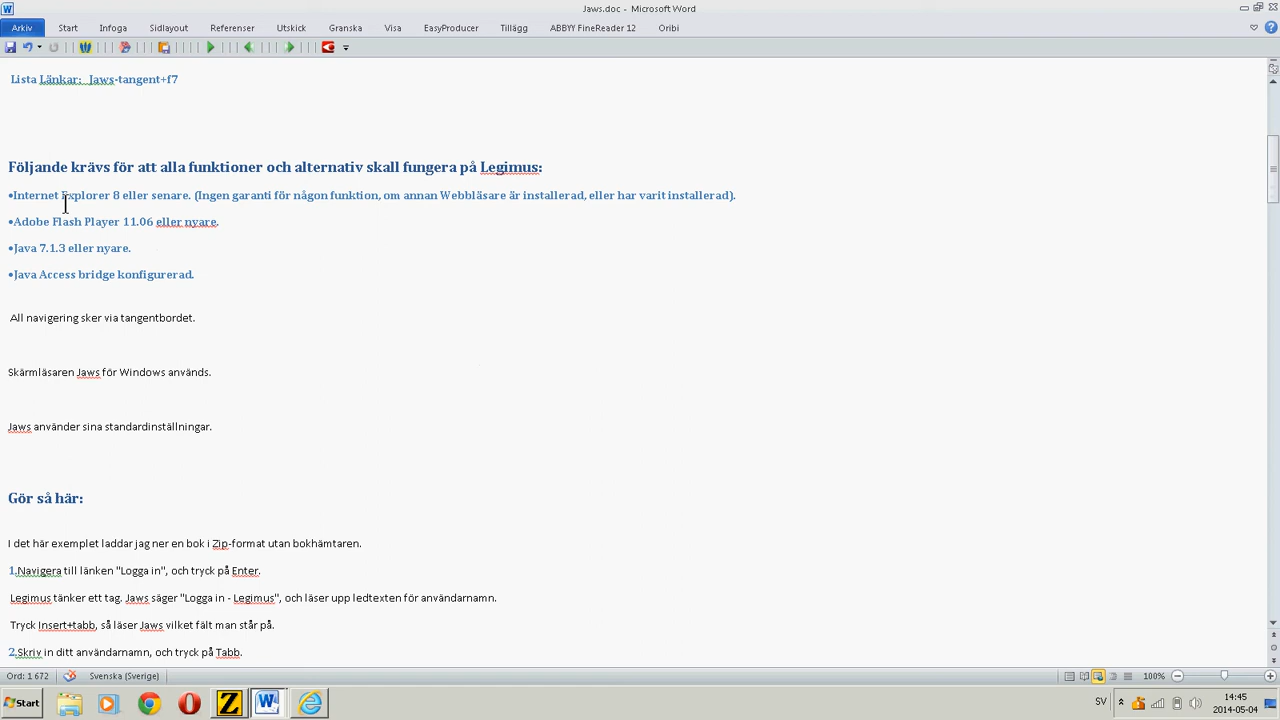 Jaws.doc - Microsoft Word
Arkiv Start Infoga Sidlayout Referenser Utskick Granska Visa EasyProducer Tillägg ABBYY FineReader 12 Oribi
Lista Länkar: Jaws-tangent+f7
Följande krävs för att alla funktioner och alternativ skall fungera på Legimus:
•Internet Explorer 8 eller senare. (Ingen garanti för någon funktion, om annan Webbläsare är installerad, eller har varit installerad).
•Adobe Flash Player 11.06 eller nyare.
•Java 7.1.3 eller nyare.
•Java Access bridge konfigurerad.
All navigering sker via tangentbordet.
Skärmläsaren Jaws för Windows används.
Jaws använder sina standardinställningar.
Gör så här:
I det här exemplet laddar jag ner en bok i Zip-format utan bokhämtaren.
1.Navigera till länken "Logga in", och tryck på Enter.
Legimus tänker ett tag. Jaws säger "Logga in - Legimus", och läser upp ledtexten för användarnamn.
Tryck Insert+tabb, så läser Jaws vilket fält man står på.
2.Skriv in ditt användarnamn, och tryck på Tabb.
Ord: 1 672 Svenska (Sverige) 100%
Start SV 14:45
2014-05-04